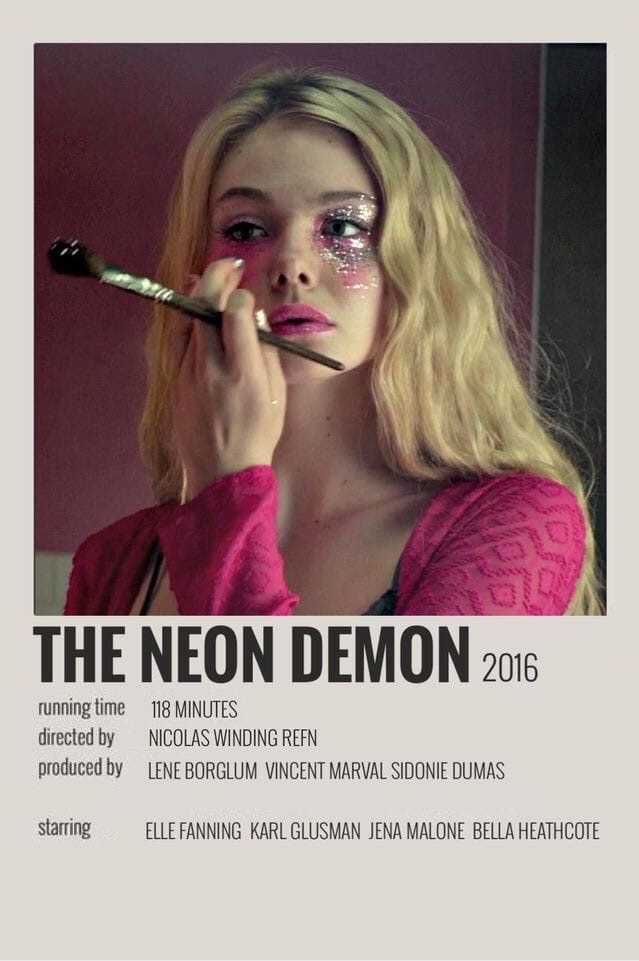 THE NEON DEMON 2016
running time 118 MINUTES
directed by NICOLAS WINDING REFN
produced by LENE BORGLUM VINCENT MARVAL SIDONIE DUMAS
starring ELLE FANNING KARL GLUSMAN JENA MALONE BELLA HEATHCOTE